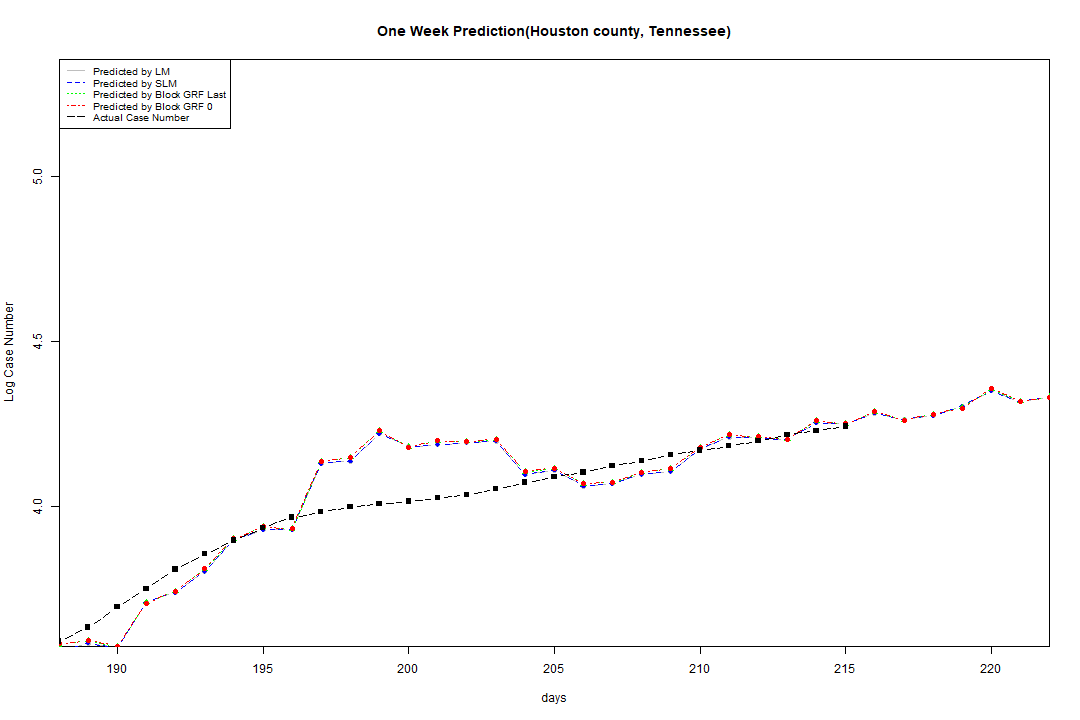 One Week Prediction(Houston county, Tennessee)
Predicted by LM
Predicted by SLM
Predicted by Block GRF Last
Predicted by Block GRF 0
Actual Case Number
5.0
4.5
4.0
Log Case Number
190 195 200 205 210 215 220
days